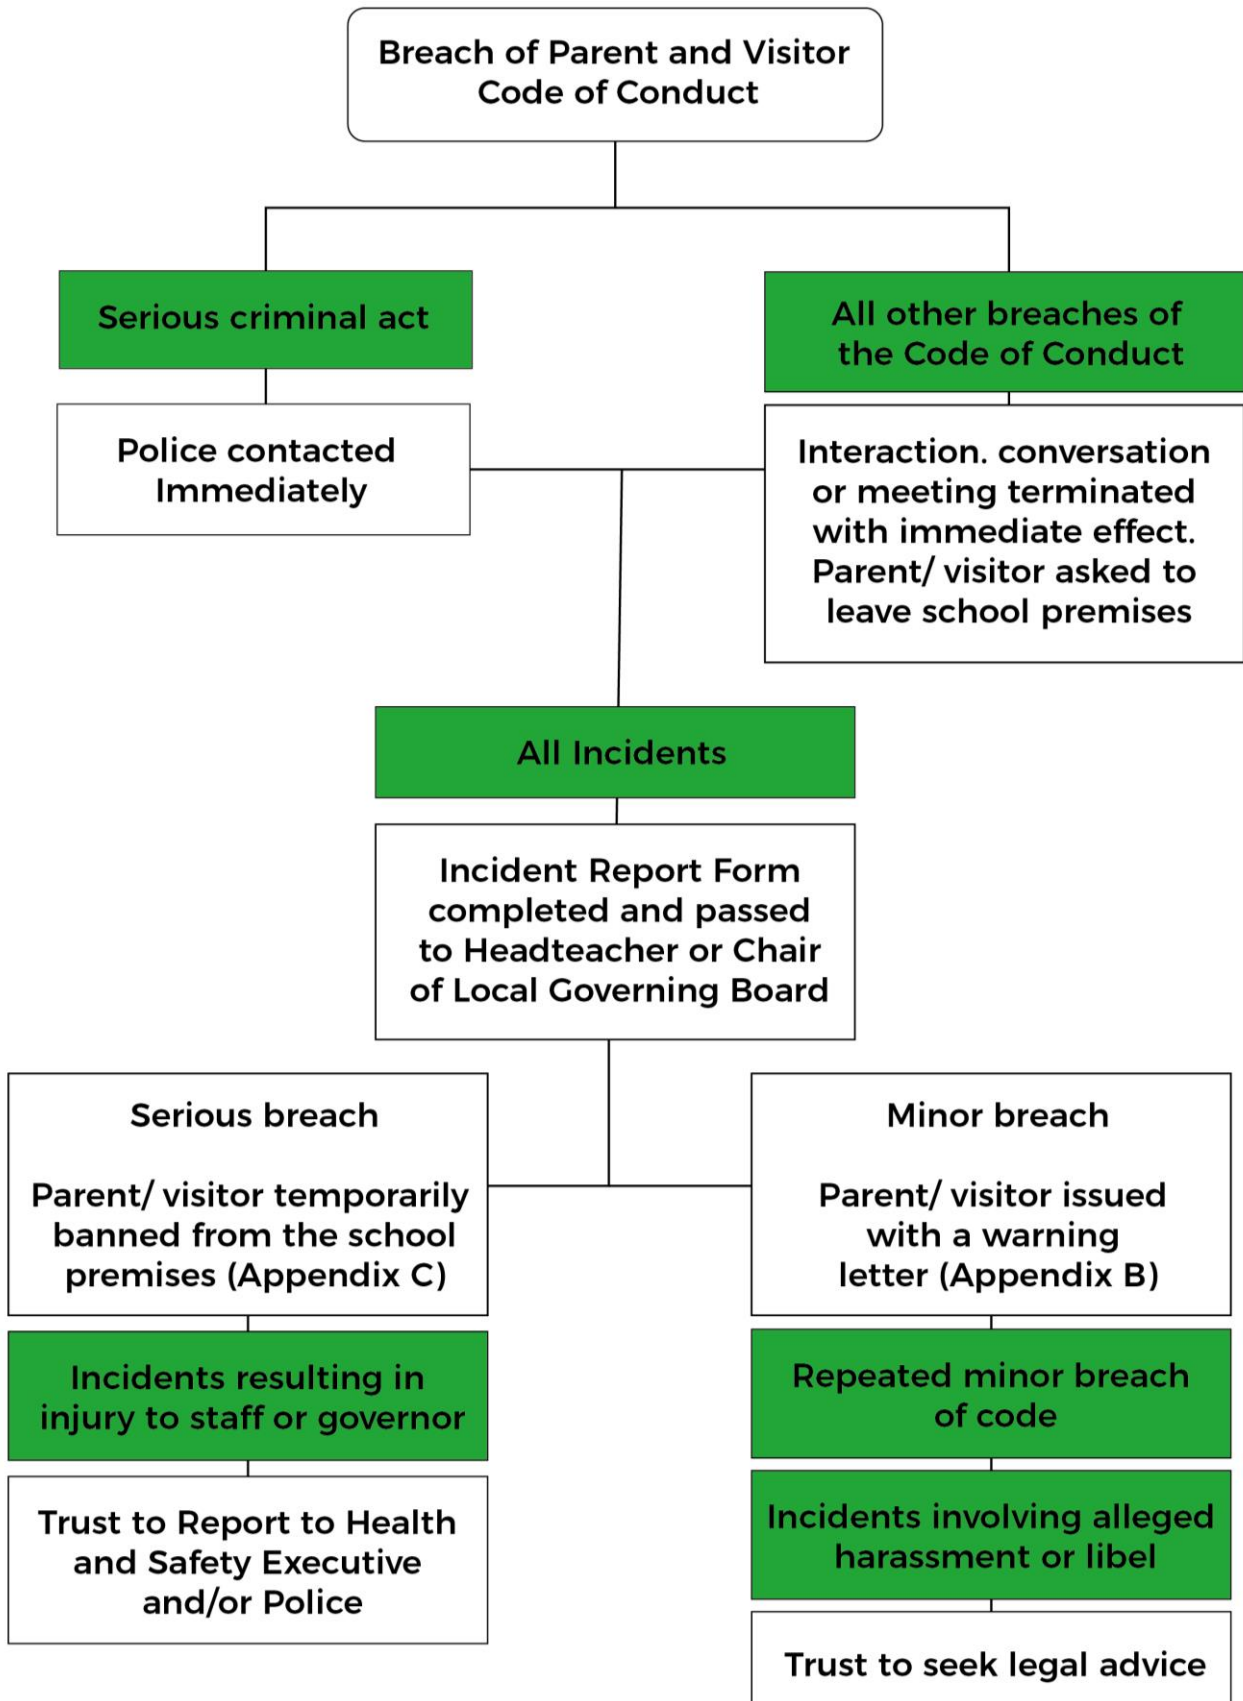 Breach of Parent and Visitor
Code of Conduct
Serious criminal act
All other breaches of
the Code of Conduct
Police contacted
Immediately
Interaction. conversation
or meeting terminated
with immediate effect.
Parent/ visitor asked to
leave school premises
All Incidents
Incident Report Form
completed and passed
to Headteacher or Chair
of Local Governing Board
Serious breach
Parent/ visitor temporarily
banned from the school
premises (Appendix C)
Minor breach
Parent/ visitor issued
with a warning
letter (Appendix B)
Incidents resulting in
injury to staff or governor
Repeated minor breach
of code
Trust to Report to Health
and Safety Executive
and/or Police
Incidents involving alleged
harassment or libel
Trust to seek legal advice